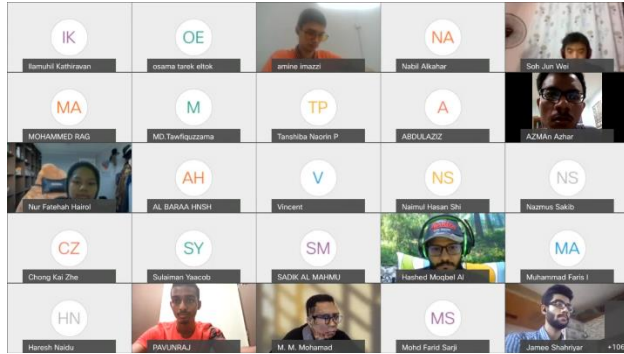 IK
Ilamuhil Kathiravan
OE
osama tarek eltok
amine imazzi
NA
Nabil Alkahar
Soh Jun Wei
MA
MOHAMMED RAG
M
MD.Tawfiquzzama
TP
Tanshiba Naorin P
A
ABDULAZIZ
AZMAn Azhar
Nur Fatehah Hairol
AH
AL BARAA HNSH
V
Vincent
NS
Naimul Hasan Shi
NS
Nazmus Sakib
CZ
Chong Kai Zhe
SY
Sulaiman Yaacob
SM
SADIK AL MAHMU
Hashed Moqbel Al
MA
Muhammad Faris I
HN
Haresh Naidu
PAVUNRAJ
M. M. Mohamad
MS
Mohd Farid Sarji
Jamee Shahriyar
+106